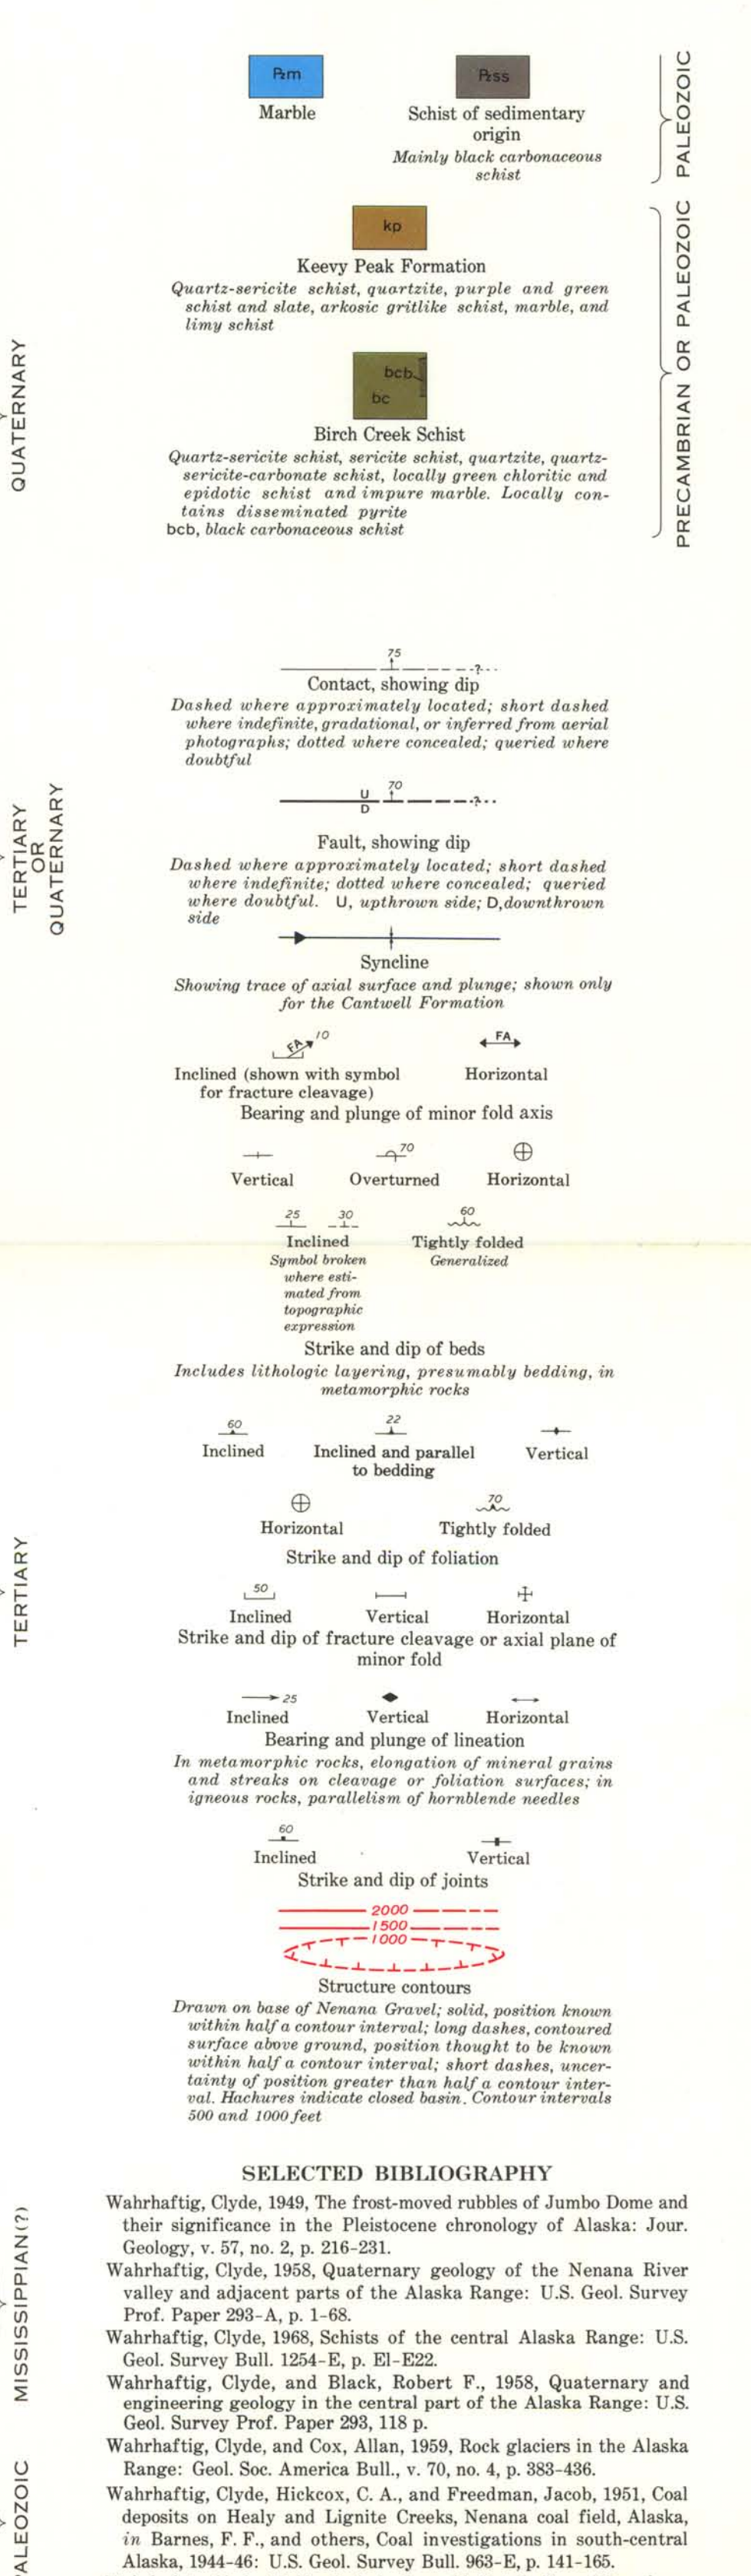 Pzm
Pzss
Marble
Schist of sedimentary
origin
Mainly black carbonaceous
schist
PALEOZOIC
kp
Keevy Peak Formation
Quartz-sericite schist, quartzite, purple and green
schist and slate, arkosic gritlike schist, marble, and
limy schist
bcb
bc
Birch Creek Schist
Quartz-sericite schist, sericite schist, quartzite, quartz-
sericite-carbonate schist, locally green chloritic and
epidotic schist and impure marble. Locally con-
tains disseminated pyrite
bcb, black carbonaceous schist
PRECAMBRIAN OR PALEOZOIC
QUATERNARY
75
?
Contact, showing dip
Dashed where approximately located; short dashed
where indefinite, gradational, or inferred from aerial
photographs; dotted where concealed; queried where
doubtful
U 70
D ?
Fault, showing dip
Dashed where approximately located; short dashed
where indefinite; dotted where concealed; queried
where doubtful. U, upthrown side; D, downthrown
side
TERTIARY
OR
QUATERNARY
Syncline
Showing trace of axial surface and plunge; shown only
for the Cantwell Formation
FA 10
FA
Inclined (shown with symbol
for fracture cleavage)
Horizontal
Bearing and plunge of minor fold axis
70
Vertical Overturned Horizontal
25 30 60
Inclined
Symbol broken
where esti-
mated from
topographic
expression
Tightly folded
Generalized
Strike and dip of beds
Includes lithologic layering, presumably bedding, in
metamorphic rocks
60 22
Inclined
Inclined and parallel
to bedding
Vertical
70
Horizontal Tightly folded
Strike and dip of foliation
TERTIARY
50
Inclined Vertical Horizontal
Strike and dip of fracture cleavage or axial plane of
minor fold
25
Inclined Vertical Horizontal
Bearing and plunge of lineation
In metamorphic rocks, elongation of mineral grains
and streaks on cleavage or foliation surfaces; in
igneous rocks, parallelism of hornblende needles
60
Inclined Vertical
Strike and dip of joints
2000
1500
1000
Structure contours
Drawn on base of Nenana Gravel; solid, position known
within half a contour interval; long dashes, contoured
surface above ground, position thought to be known
within half a contour interval; short dashes, uncer-
tainty of position greater than half a contour inter-
val. Hachures indicate closed basin. Contour intervals
500 and 1000 feet
MISSISSIPPIAN(?)
SELECTED BIBLIOGRAPHY
Wahrhaftig, Clyde, 1949, The frost-moved rubbles of Jumbo Dome and
their significance in the Pleistocene chronology of Alaska: Jour.
Geology, v. 57, no. 2, p. 216-231.
Wahrhaftig, Clyde, 1958, Quaternary geology of the Nenana River
valley and adjacent parts of the Alaska Range: U.S. Geol. Survey
Prof. Paper 293-A, p. 1-68.
Wahrhaftig, Clyde, 1968, Schists of the central Alaska Range: U.S.
Geol. Survey Bull. 1254-E, p. E1-E22.
Wahrhaftig, Clyde, and Black, Robert F., 1958, Quaternary and
engineering geology in the central part of the Alaska Range: U.S.
Geol. Survey Prof. Paper 293, 118 p.
Wahrhaftig, Clyde, and Cox, Allan, 1959, Rock glaciers in the Alaska
Range: Geol. Soc. America Bull., v. 70, no. 4, p. 383-436.
Wahrhaftig, Clyde, Hickcox, C. A., and Freedman, Jacob, 1951, Coal
deposits on Healy and Lignite Creeks, Nenana coal field, Alaska,
in Barnes, F. F., and others, Coal investigations in south-central
Alaska, 1944-46: U.S. Geol. Survey Bull. 963-E, p. 141-165.
ALEOZOIC